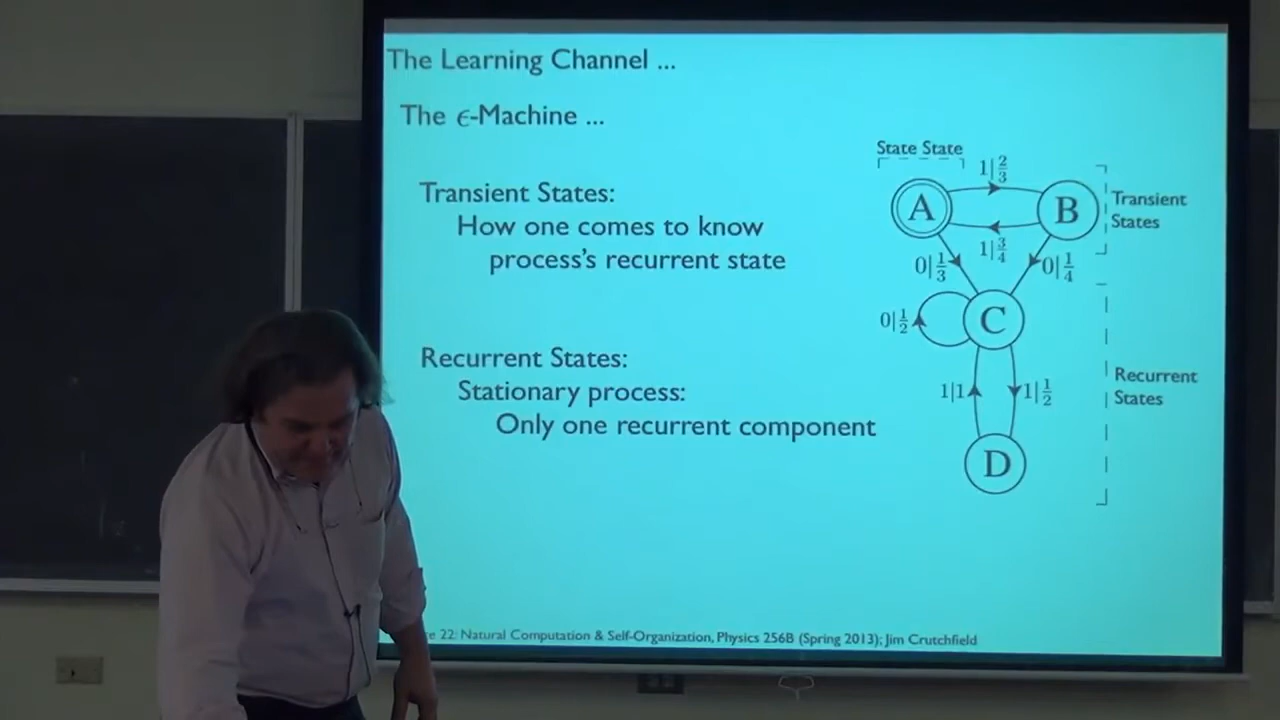 The Learning Channel ...
The ϵ-Machine ...
Transient States:
How one comes to know
process's recurrent state
Recurrent States:
Stationary process:
Only one recurrent component
State State
1|2/3
A
B
Transient
States
1|3/4
0|1/3
0|1/4
0|1/2
C
1|1
1|1/2
Recurrent
States
D
22: Natural Computation & Self-Organization, Physics 256B (Spring 2013); Jim Crutchfield